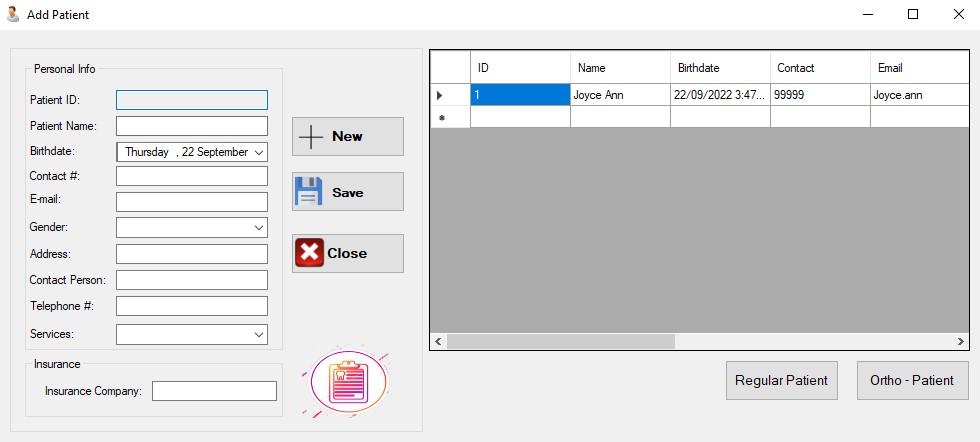 Add Patient
Personal Info
Patient ID:
Patient Name:
Birthdate: Thursday , 22 September
Contact #:
E-mail:
Gender:
Address:
Contact Person:
Telephone #:
Services:
Insurance
Insurance Company:
New
Save
Close
ID Name Birthdate Contact Email
1 Joyce Ann 22/09/2022 3:47... 99999 Joyce.ann
Regular Patient
Ortho - Patient